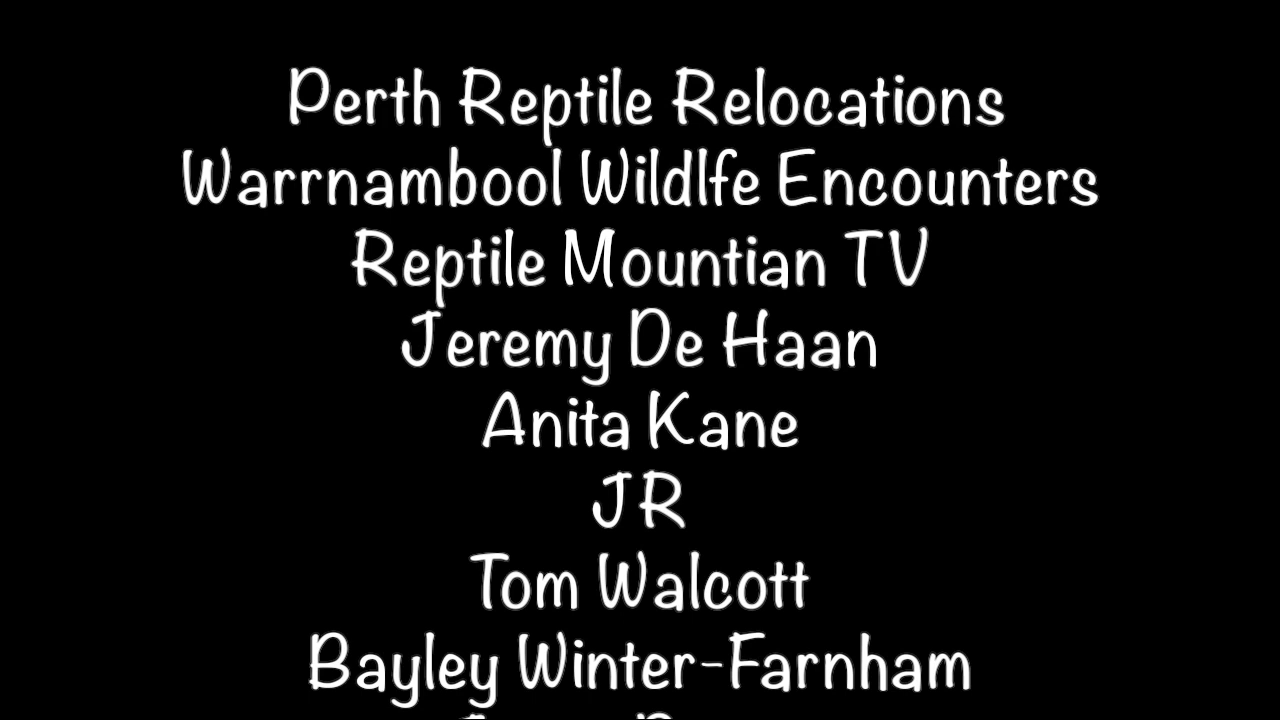 Perth Reptile Relocations
Warrnambool Wildlfe Encounters
Reptile Mountian TV
Jeremy De Haan
Anita Kane
JR
Tom Walcott
Bayley Winter-Farnham